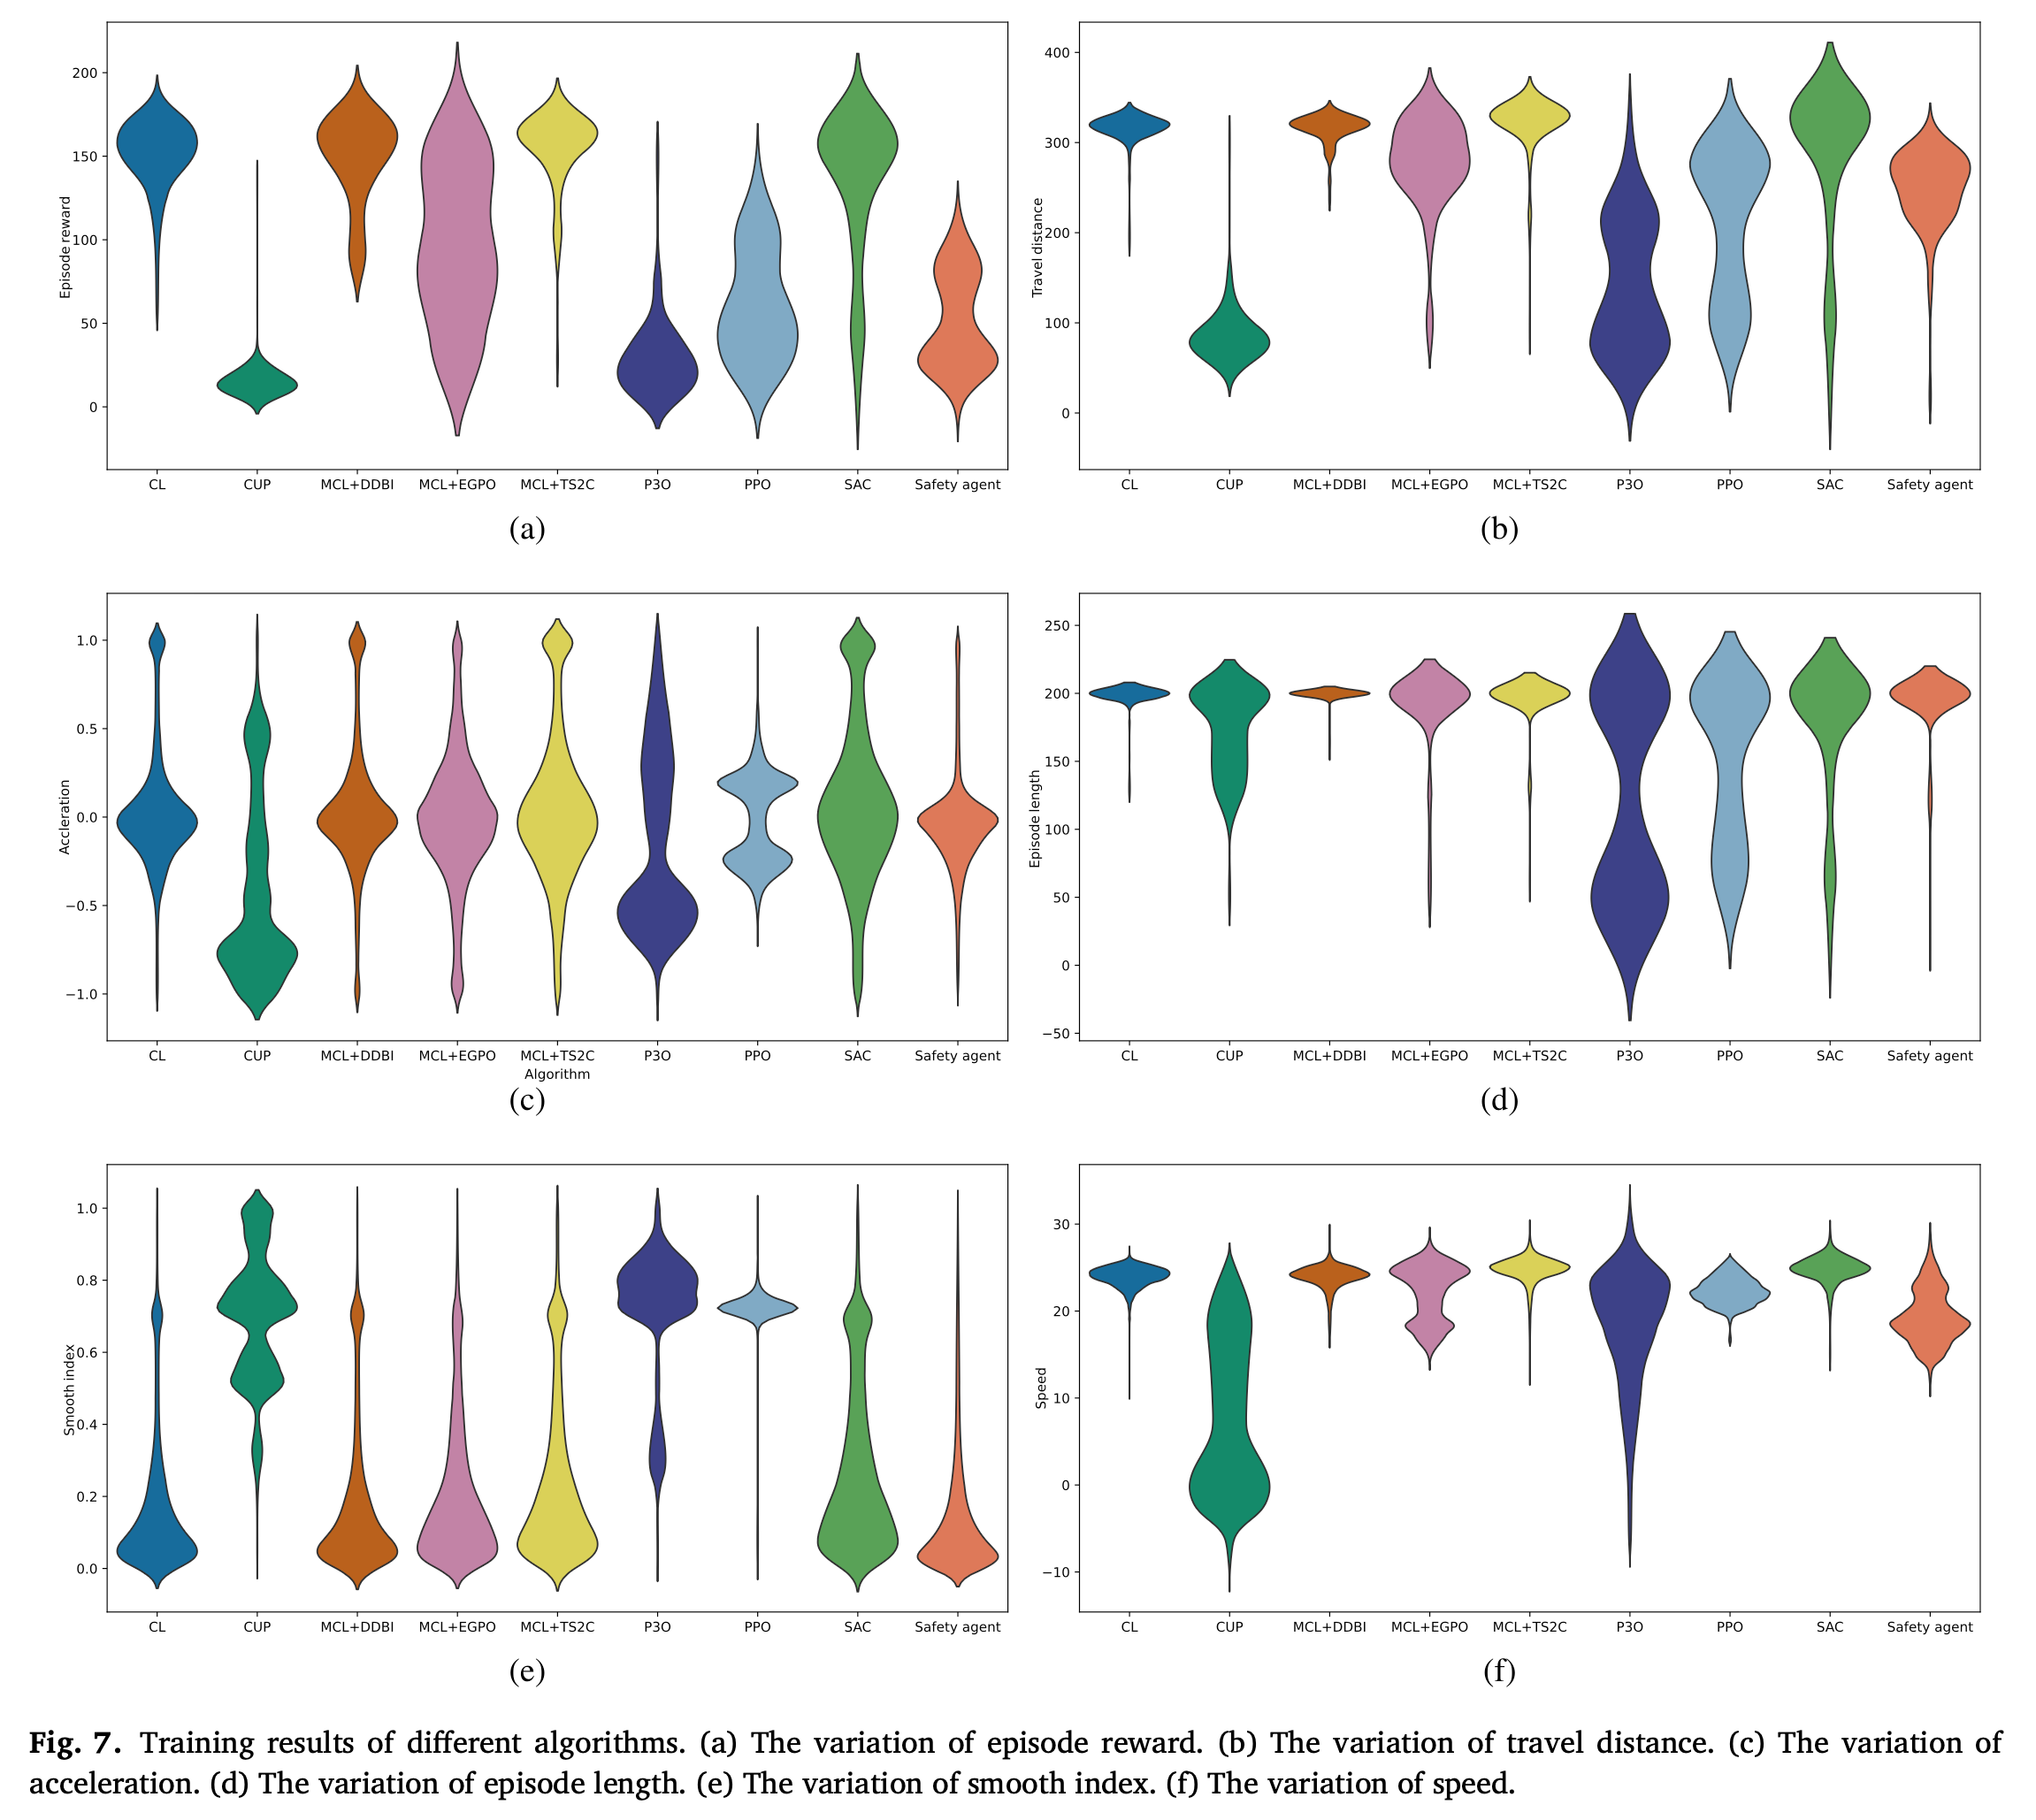 200
150
100
50
0
Episode reward
CL CUP MCL+DDBI MCL+EGPO MCL+TS2C P3O PPO SAC Safety agent
(a)
400
300
200
100
0
Travel distance
CL CUP MCL+DDBI MCL+EGPO MCL+TS2C P3O PPO SAC Safety agent
(b)
1.0
0.5
0.0
−0.5
−1.0
Accleration
CL CUP MCL+DDBI MCL+EGPO MCL+TS2C P3O PPO SAC Safety agent
Algorithm
(c)
250
200
150
100
50
0
−50
Episode length
CL CUP MCL+DDBI MCL+EGPO MCL+TS2C P3O PPO SAC Safety agent
(d)
1.0
0.8
0.6
0.4
0.2
0.0
Smooth index
CL CUP MCL+DDBI MCL+EGPO MCL+TS2C P3O PPO SAC Safety agent
(e)
30
20
10
0
−10
Speed
CL CUP MCL+DDBI MCL+EGPO MCL+TS2C P3O PPO SAC Safety agent
(f)
Fig. 7. Training results of different algorithms. (a) The variation of episode reward. (b) The variation of travel distance. (c) The variation of
acceleration. (d) The variation of episode length. (e) The variation of smooth index. (f) The variation of speed.